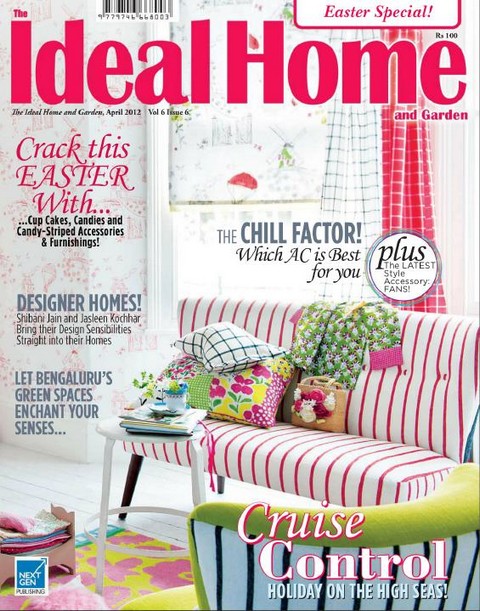 9 779746 668003
Easter Special!
The
Ideal Home
Rs 100
and Garden
The Ideal Home and Garden, April 2012 Vol 6 Issue 6
Crack this
EASTER
With...
...Cup Cakes, Candies and
Candy-Striped Accessories
& Furnishings!
THE CHILL FACTOR!
Which AC is Best
for you
plus
The LATEST
Style
Accessory:
FANS!
DESIGNER HOMES!
Shibani Jain and Jasleen Kochhar
Bring their Design Sensibilities
Straight into their Homes
LET BENGALURU'S
GREEN SPACES
ENCHANT YOUR
SENSES...
Cruise
Control
HOLIDAY ON THE HIGH SEAS!
NEXT
GEN
PUBLISHING